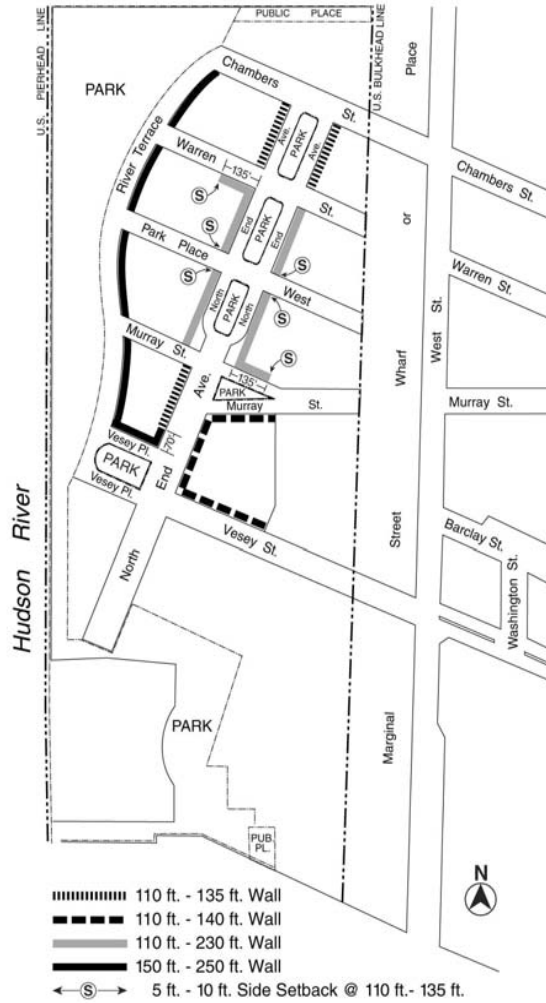 PUBLIC PLACE
U.S. PIERHEAD LINE
U.S. BULKHEAD LINE
Place
PARK
Chambers
St.
Ave.
PARK
Ave.
River Terrace
Warren
135'
St.
Chambers St.
S
End
PARK
End
S
S
Park Place
S
or
Warren St.
North
PARK
North
West
St.
S
West St.
Murray St.
S
Wharf
135'
Ave.
PARK
Murray St.
Murray St.
70'
Vesey Pl.
PARK
Vesey Pl.
End
Vesey St.
Street
Barclay St.
Washington St.
North
Hudson River
PARK
Marginal
PUB.
PL.
N
110 ft. - 135 ft. Wall
110 ft. - 140 ft. Wall
110 ft. - 230 ft. Wall
150 ft. - 250 ft. Wall
S 5 ft. - 10 ft. Side Setback @ 110 ft.- 135 ft.